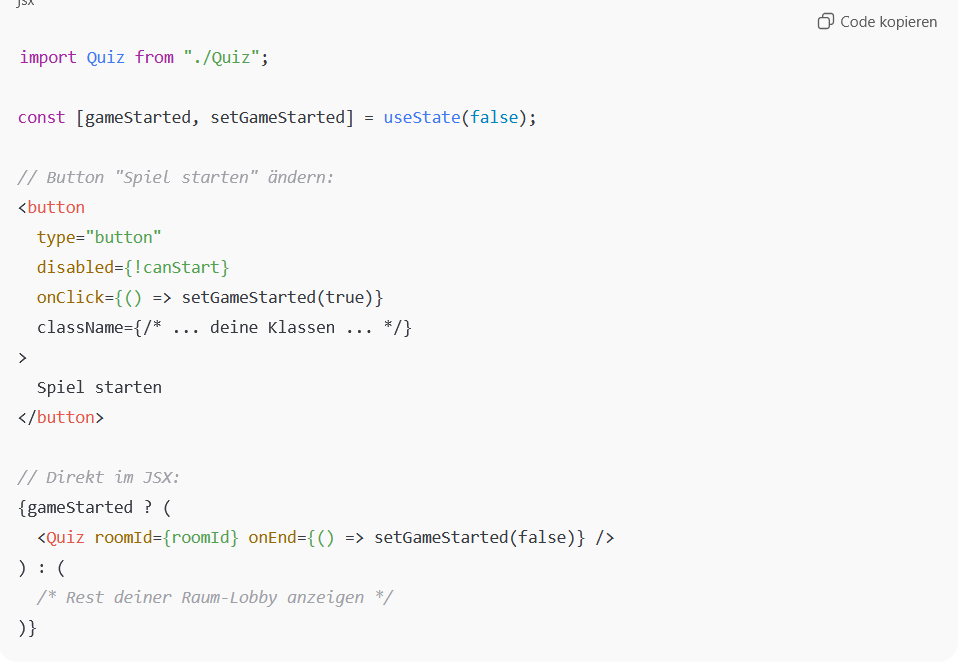 jsx
Code kopieren
import Quiz from "./Quiz";
const [gameStarted, setGameStarted] = useState(false);
// Button "Spiel starten" ändern:
<button
  type="button"
  disabled={!canStart}
  onClick={() => setGameStarted(true)}
  className={/* ... deine Klassen ... */}
>
  Spiel starten
</button>
// Direkt im JSX:
{gameStarted ? (
  <Quiz roomId={roomId} onEnd={() => setGameStarted(false)} />
) : (
  /* Rest deiner Raum-Lobby anzeigen */
)}